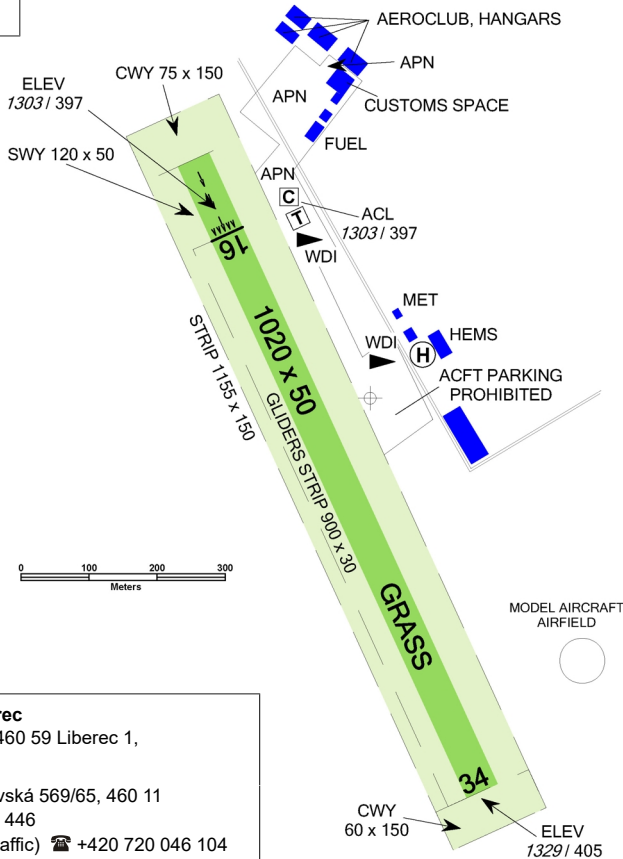 AEROCLUB, HANGARS
APN
CWY 75 x 150
ELEV
1303 / 397
APN
CUSTOMS SPACE
SWY 120 x 50
FUEL
APN
C
T
ACL
1303 / 397
16
WDI
MET
HEMS
WDI
H
1020 x 50
STRIP 1155 x 150
ACFT PARKING
PROHIBITED
GLIDERS STRIP 900 x 30
0 100 200 300
Meters
GRASS
MODEL AIRCRAFT
AIRFIELD
34
CWY
60 x 150
ELEV
1329 / 405
rec
460 59 Liberec 1,
vská 569/65, 460 11
446
affic) ☎ +420 720 046 104